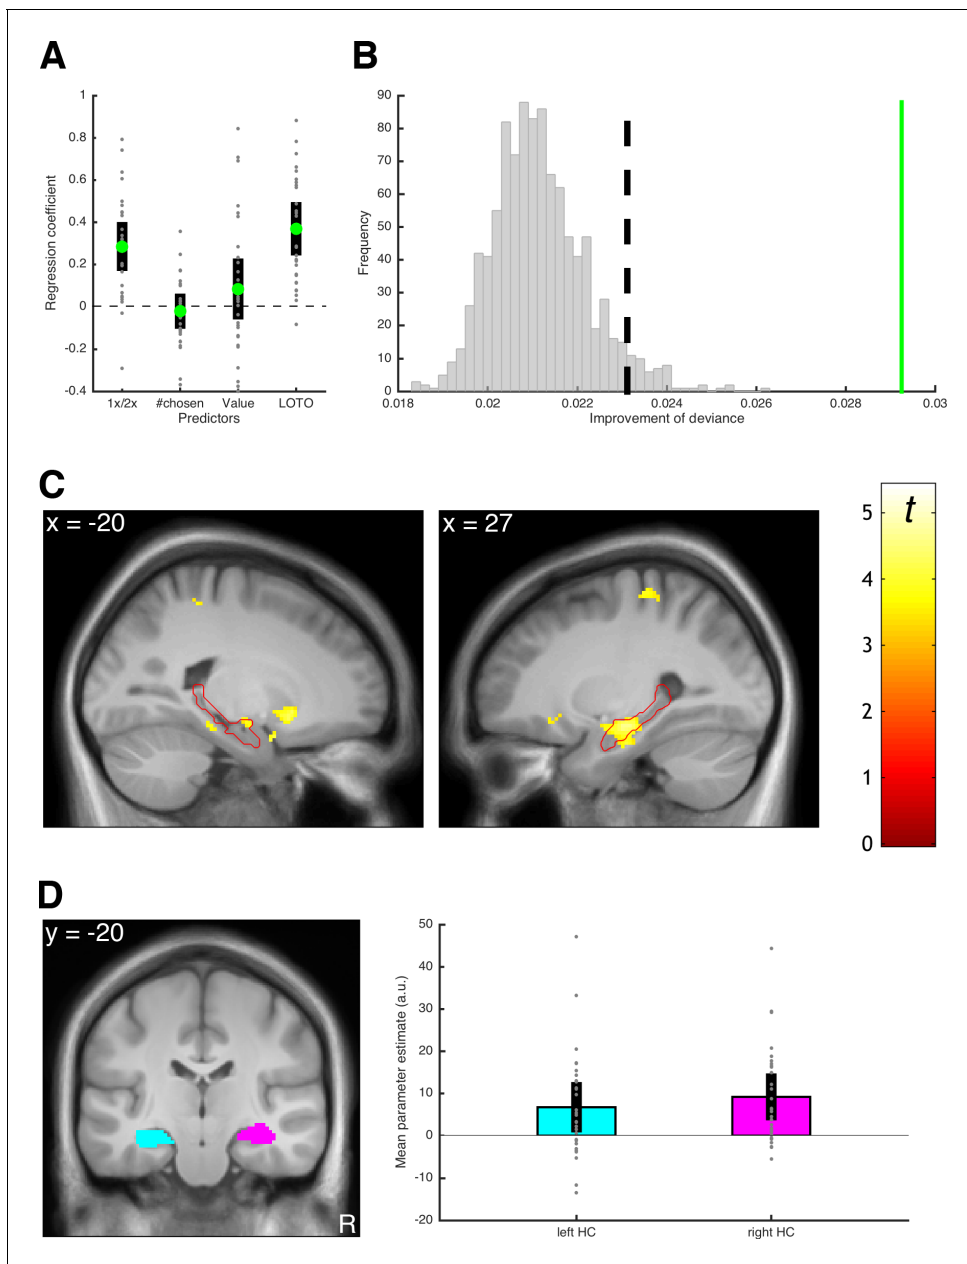 A
1
0.8
0.6
0.4
0.2
0
-0.2
-0.4
Regression coefficient
1x/2x #chosen Value LOTO
Predictors
B
90
80
70
60
50
40
30
20
10
0
Frequency
0.018 0.02 0.022 0.024 0.026 0.028 0.03
Improvement of deviance
C
x = -20
x = 27
t
5
4
3
2
1
0
D
y = -20
R
50
40
30
20
10
0
-10
-20
Mean parameter estimate (a.u.)
left HC right HC